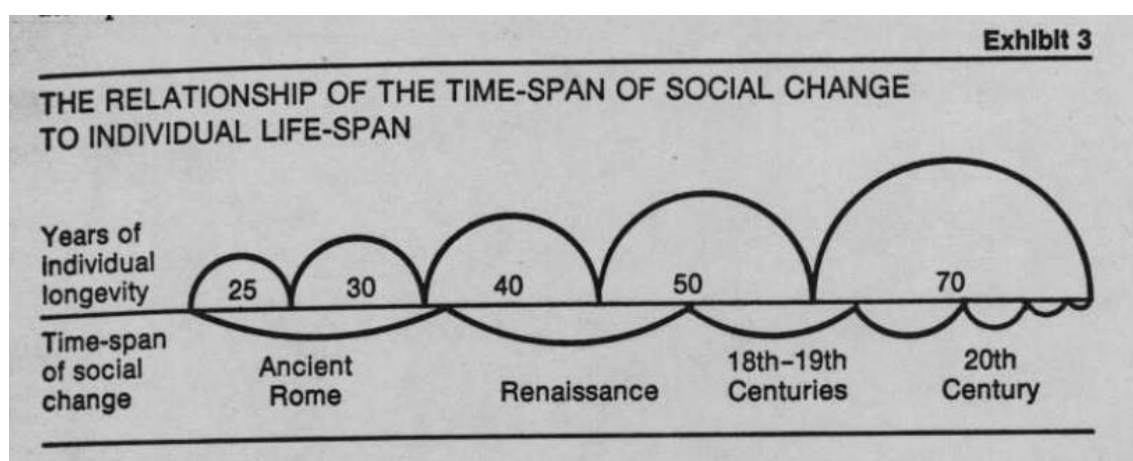 Exhibit 3
THE RELATIONSHIP OF THE TIME-SPAN OF SOCIAL CHANGE
TO INDIVIDUAL LIFE-SPAN
Years of
individual
longevity
25 30 40 50 70
Time-span
of social
change
Ancient
Rome
Renaissance
18th–19th
Centuries
20th
Century